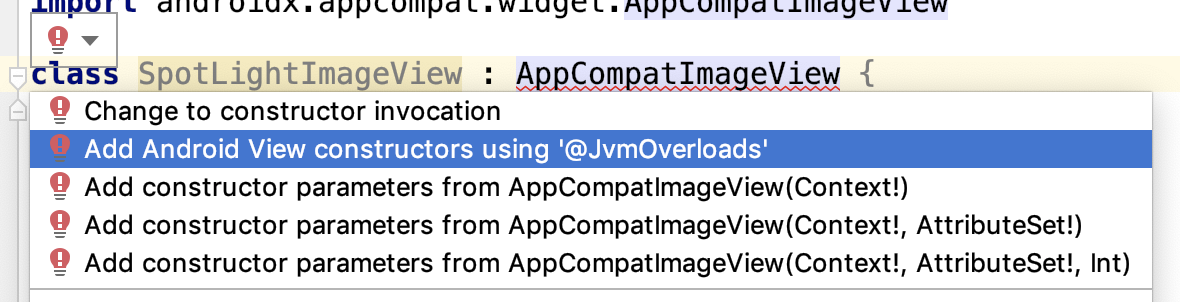 import androidx.appcompat.widget.AppCompatImageView
class SpotLightImageView : AppCompatImageView {
Change to constructor invocation
Add Android View constructors using '@JvmOverloads'
Add constructor parameters from AppCompatImageView(Context!)
Add constructor parameters from AppCompatImageView(Context!, AttributeSet!)
Add constructor parameters from AppCompatImageView(Context!, AttributeSet!, Int)